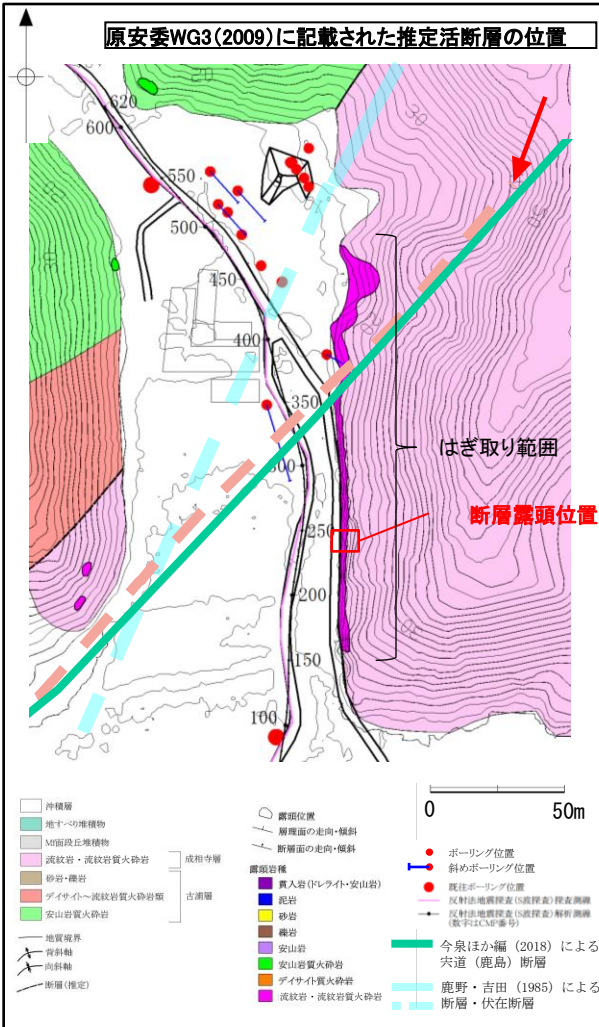 原安委WG3(2009)に記載された推定活断層の位置
620
600
550
500
450
400
350
300
250
200
150
100
20
30
はぎ取り範囲
断層露頭位置
0 50m
沖積層
地すべり堆積物
MI面段丘堆積物
流紋岩・流紋岩質火砕岩
成相寺層
砂岩・礫岩
デイサイト～流紋岩質火砕岩類
古浦層
安山岩質火砕岩
地質境界
背斜軸
向斜軸
断層(推定)
露頭位置
層理面の走向・傾斜
断層面の走向・傾斜
露頭岩種
貫入岩(ドレライト・安山岩)
泥岩
砂岩
礫岩
安山岩
安山岩質火砕岩
デイサイト質火砕岩
流紋岩・流紋岩質火砕岩
ボーリング位置
斜めボーリング位置
既往ボーリング位置
反射法地震探査(S波探査)探査測線
反射法地震探査(S波探査)解析測線
(数字はCMP番号)
今泉ほか編(2018)による
宍道(鹿島)断層
鹿野・吉田(1985)による
断層・伏在断層